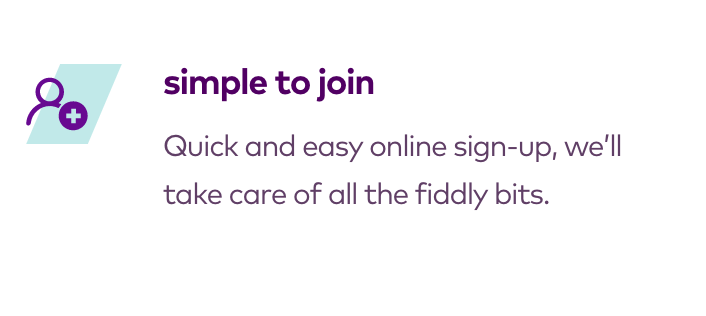 simple to join
Quick and easy online sign-up, we’ll
take care of all the fiddly bits.